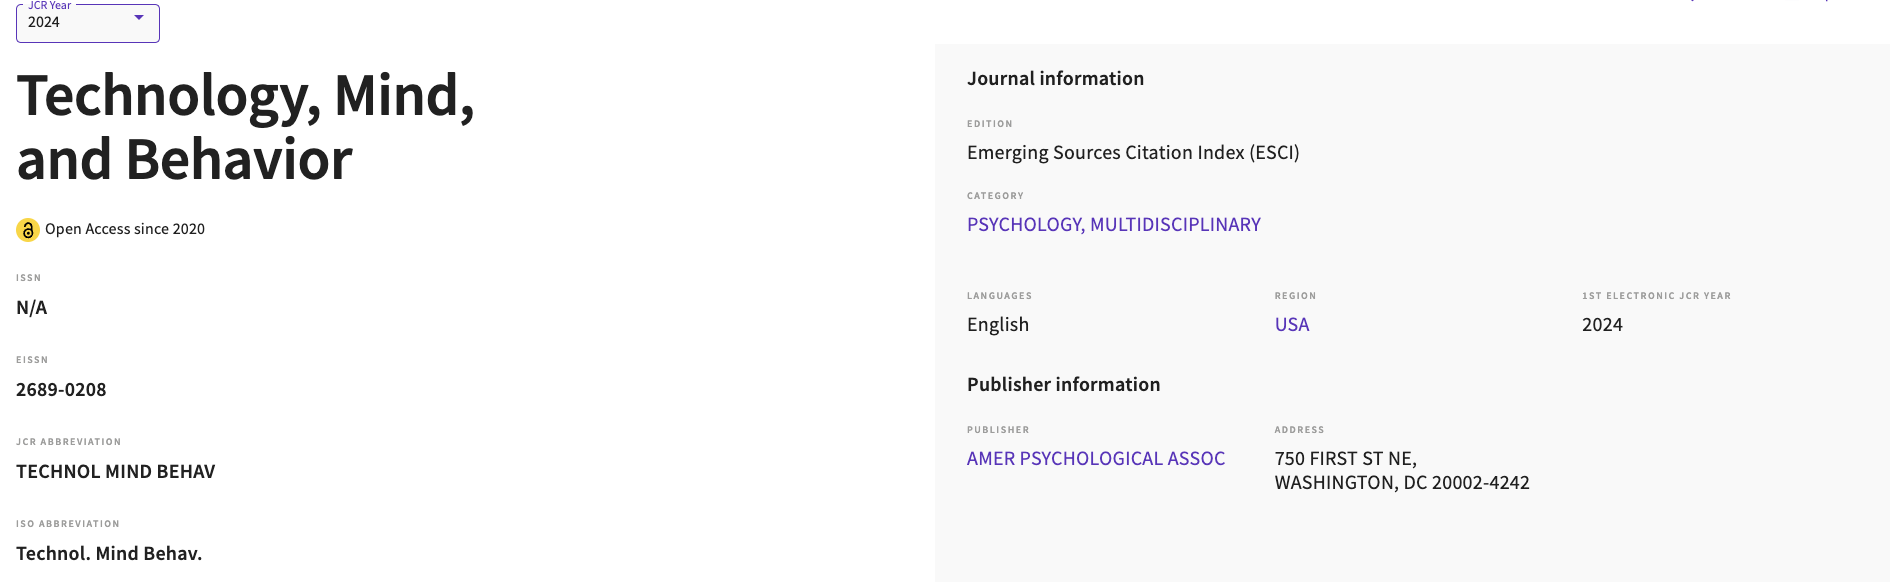 JCR Year
2024
Technology, Mind,
and Behavior
Open Access since 2020
ISSN
N/A
EISSN
2689-0208
JCR ABBREVIATION
TECHNOL MIND BEHAV
ISO ABBREVIATION
Technol. Mind Behav.
Journal information
EDITION
Emerging Sources Citation Index (ESCI)
CATEGORY
PSYCHOLOGY, MULTIDISCIPLINARY
LANGUAGES
English
REGION
USA
1ST ELECTRONIC JCR YEAR
2024
Publisher information
PUBLISHER
AMER PSYCHOLOGICAL ASSOC
ADDRESS
750 FIRST ST NE,
WASHINGTON, DC 20002-4242